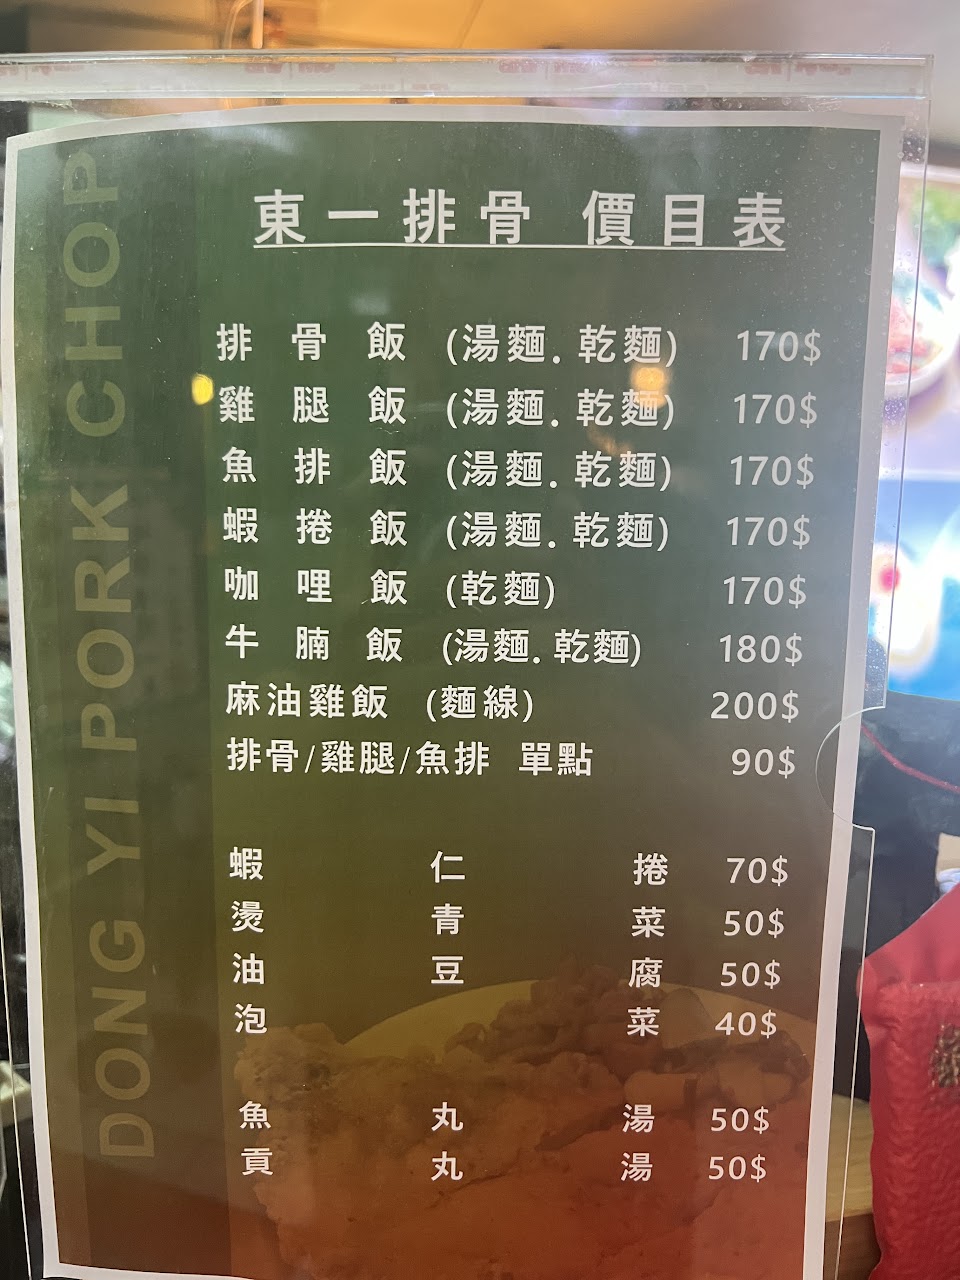 東一排骨 價目表
排骨飯 (湯麵.乾麵) 170$
雞腿飯 (湯麵.乾麵) 170$
魚排飯 (湯麵.乾麵) 170$
蝦捲飯 (湯麵.乾麵) 170$
咖哩飯 (乾麵) 170$
牛腩飯 (湯麵.乾麵) 180$
麻油雞飯 (麵線) 200$
排骨/雞腿/魚排 單點 90$
蝦仁捲 70$
燙青菜 50$
油豆腐 50$
泡菜 40$
魚丸湯 50$
貢丸湯 50$
DONG YI PORK CHOP